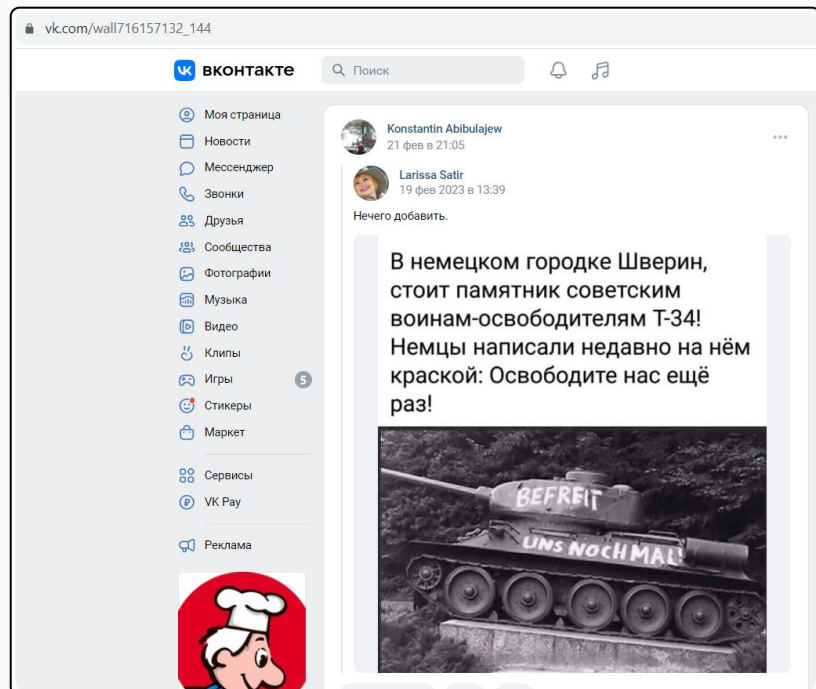 vk.com/wall716157132_144
вконтакте
Поиск
Моя страница
Новости
Мессенджер
Звонки
Друзья
Сообщества
Фотографии
Музыка
Видео
Клипы
Игры
5
Стикеры
Маркет
Сервисы
VK Pay
Реклама
Konstantin Abibulajew
21 фев в 21:05
Larissa Satir
19 фев 2023 в 13:39
Нечего добавить.
В немецком городке Шверин,
стоит памятник советским
воинам-освободителям Т-34!
Немцы написали недавно на нём
краской: Освободите нас ещё
раз!
BEFREIT
UNS NOCHMAL!